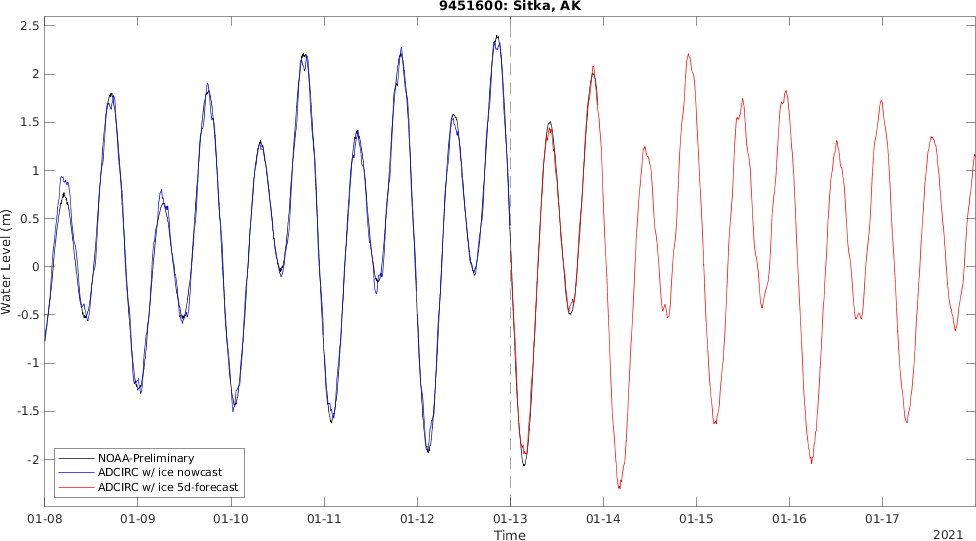 9451600: Sitka, AK
2.5
2
1.5
1
0.5
0
-0.5
-1
-1.5
-2
Water Level (m)
NOAA-Preliminary
ADCIRC w/ ice nowcast
ADCIRC w/ ice 5d-forecast
01-08 01-09 01-10 01-11 01-12 01-13 01-14 01-15 01-16 01-17
Time
2021